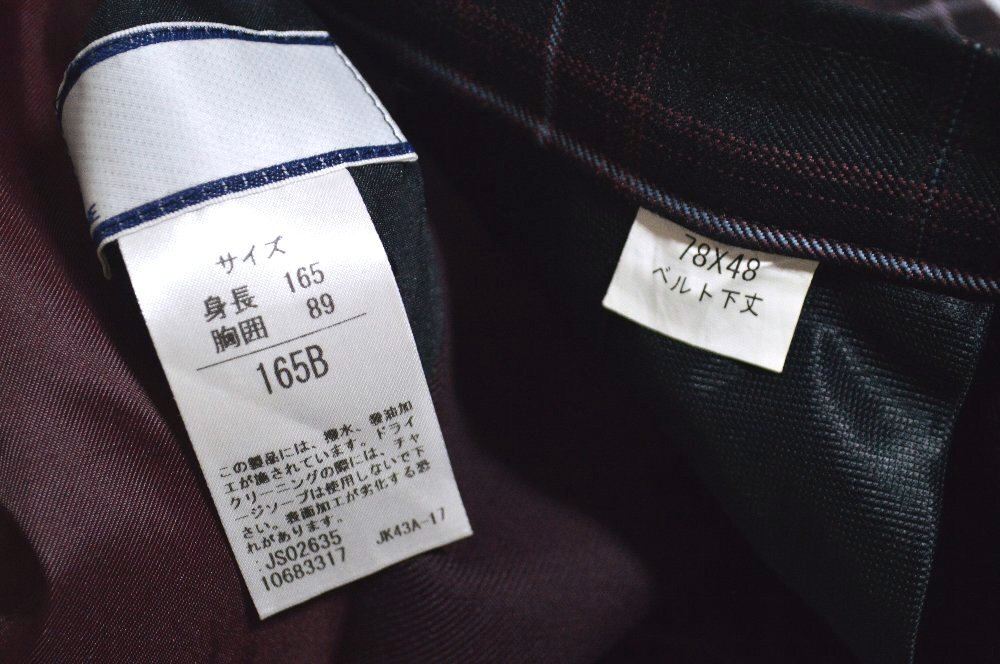 サイズ
身長 165
胸囲 89
165B
この製品には、撥水、撥油加
工が施されています。ドライ
クリーニングの際には、チャ
ージソープは使用しないで下
さい。表面加工が劣化する恐
れがあります。
JS02635 JK43A-17
10683317
78X48
ベルト下丈